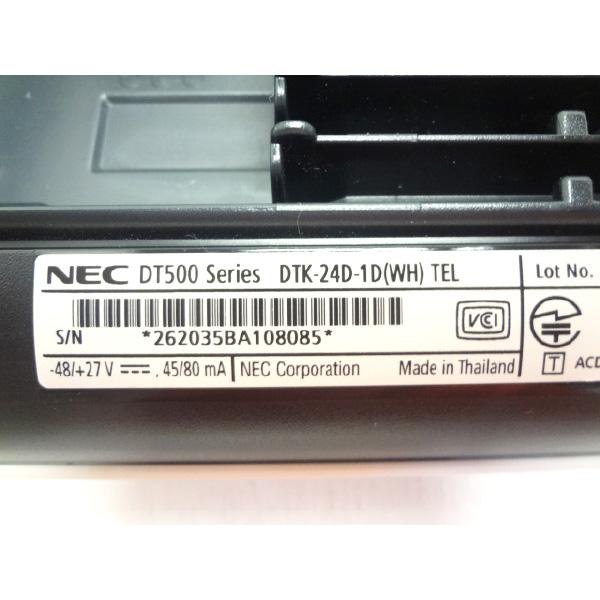 NEC DT500 Series DTK-24D-1D(WH) TEL
S/N *262035BA108085*
VCCI
-48/+27 V ⎓ . 45/80 mA NEC Corporation Made in Thailand
Lot No.
T ACD